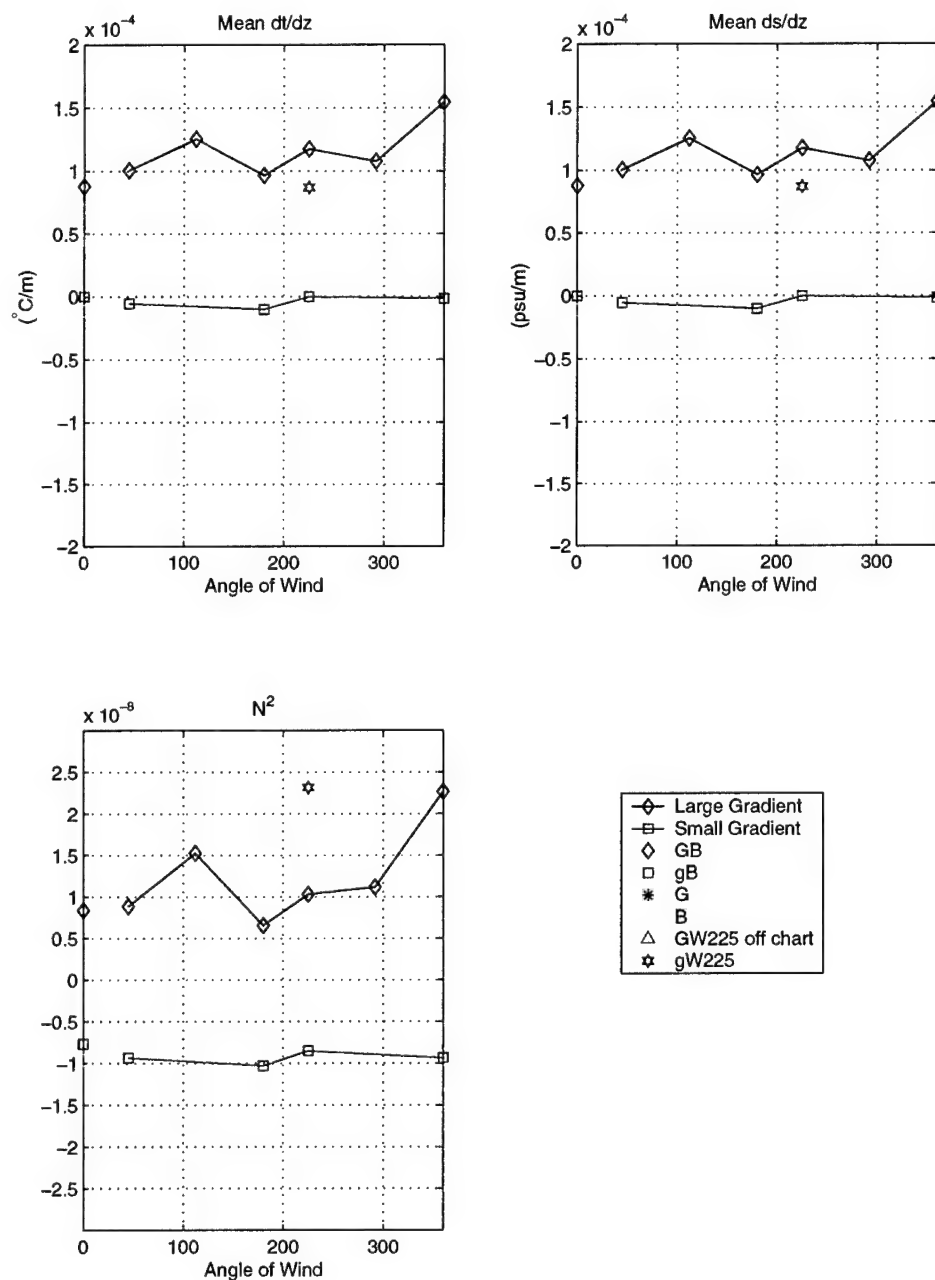 x 10⁻⁴
Mean dt/dz
2
1.5
1
0.5
0
−0.5
−1
−1.5
−2
(°C/m)
0
100
200
300
Angle of Wind
x 10⁻⁴
Mean ds/dz
2
1.5
1
0.5
0
−0.5
−1
−1.5
−2
(psu/m)
0
100
200
300
Angle of Wind
x 10⁻⁸
N²
2.5
2
1.5
1
0.5
0
−0.5
−1
−1.5
−2
−2.5
0
100
200
300
Angle of Wind
Large Gradient
Small Gradient
GB
gB
G
B
GW225 off chart
gW225